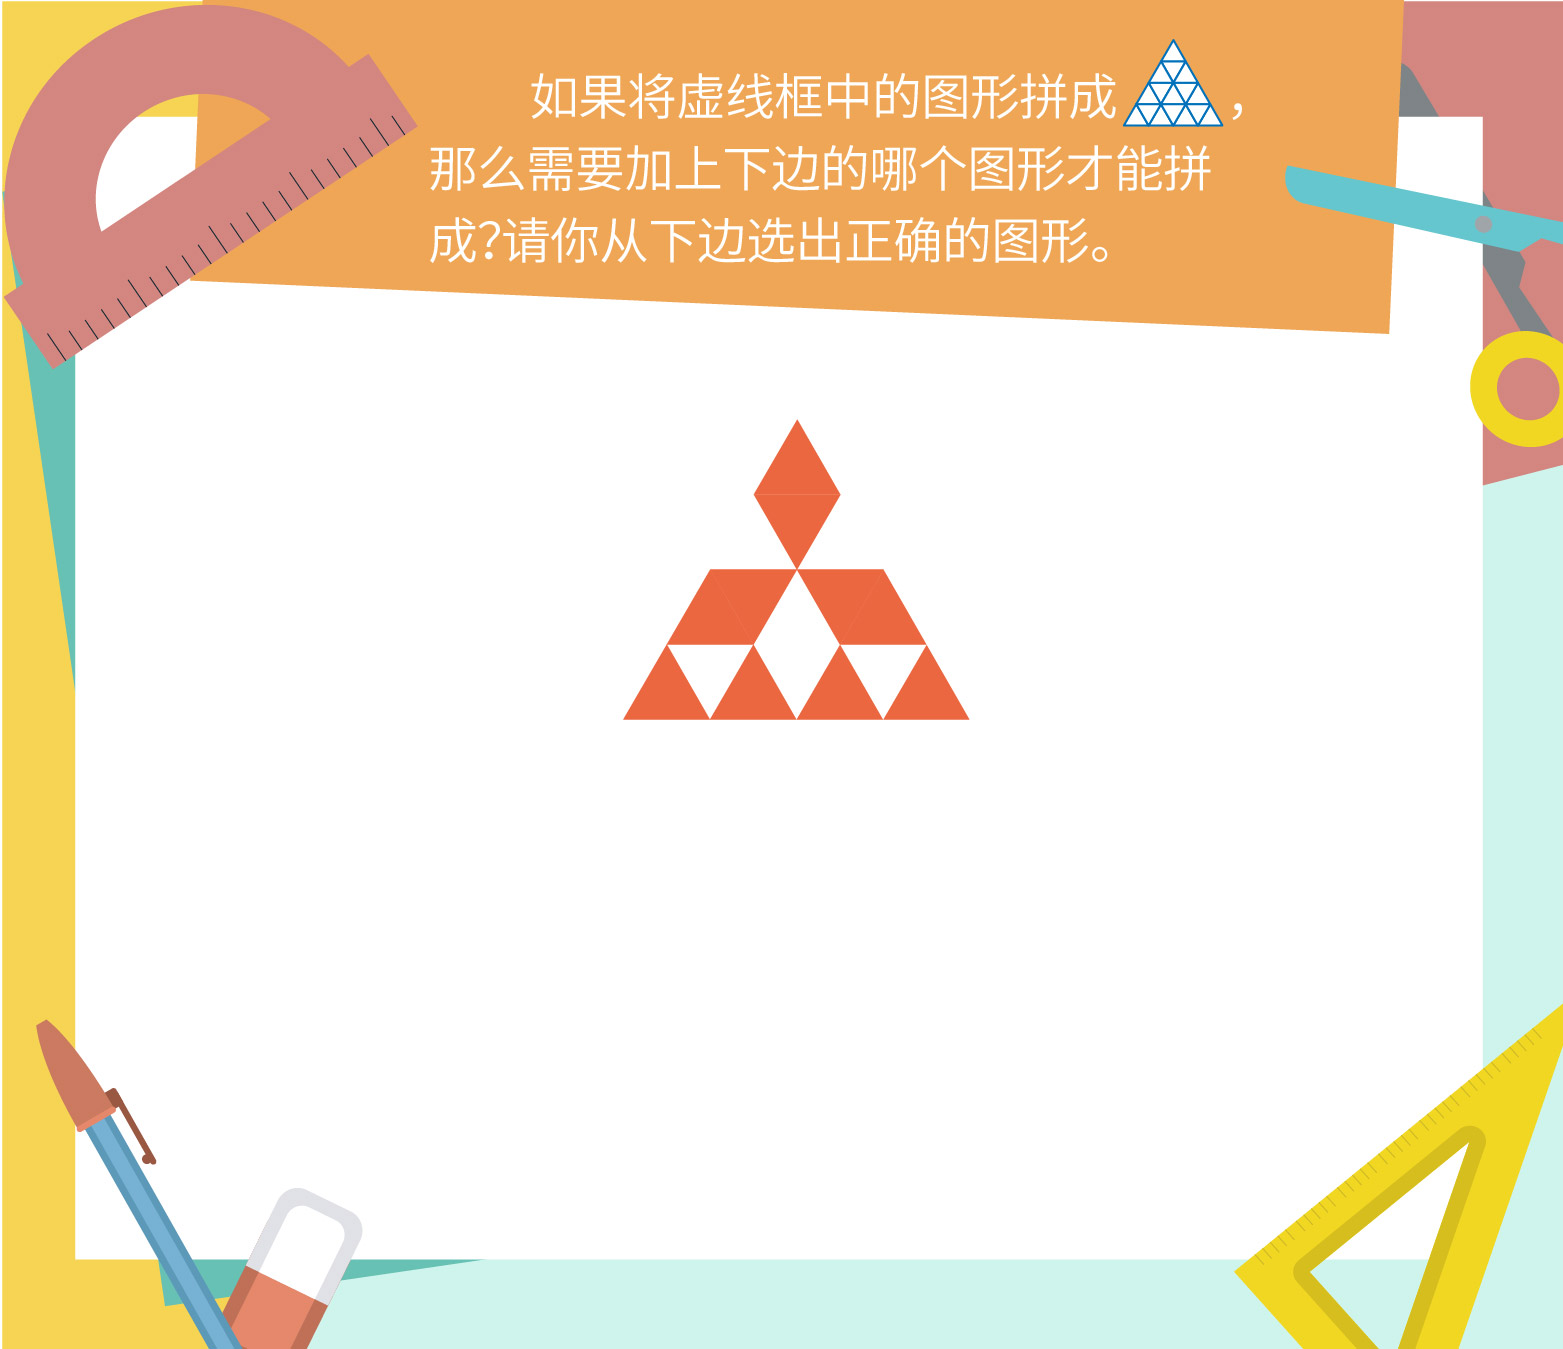 如果将虚线框中的图形拼成，
那么需要加上下边的哪个图形才能拼
成？请你从下边选出正确的图形。